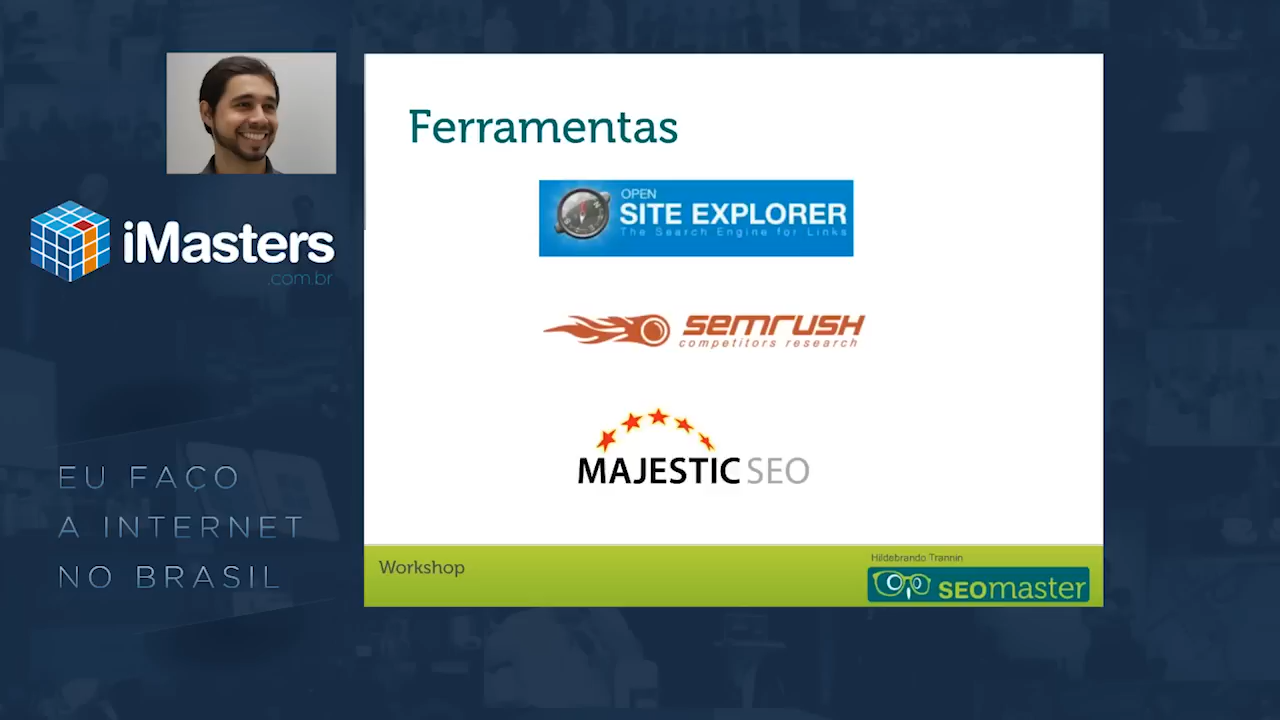 iMasters
.com.br
EU FAÇO
A INTERNET
NO BRASIL
Ferramentas
OPEN
SITE EXPLORER
The Search Engine for Links
semrush
competitors research
MAJESTIC SEO
Workshop
Hildebrando Trannin
SEOmaster